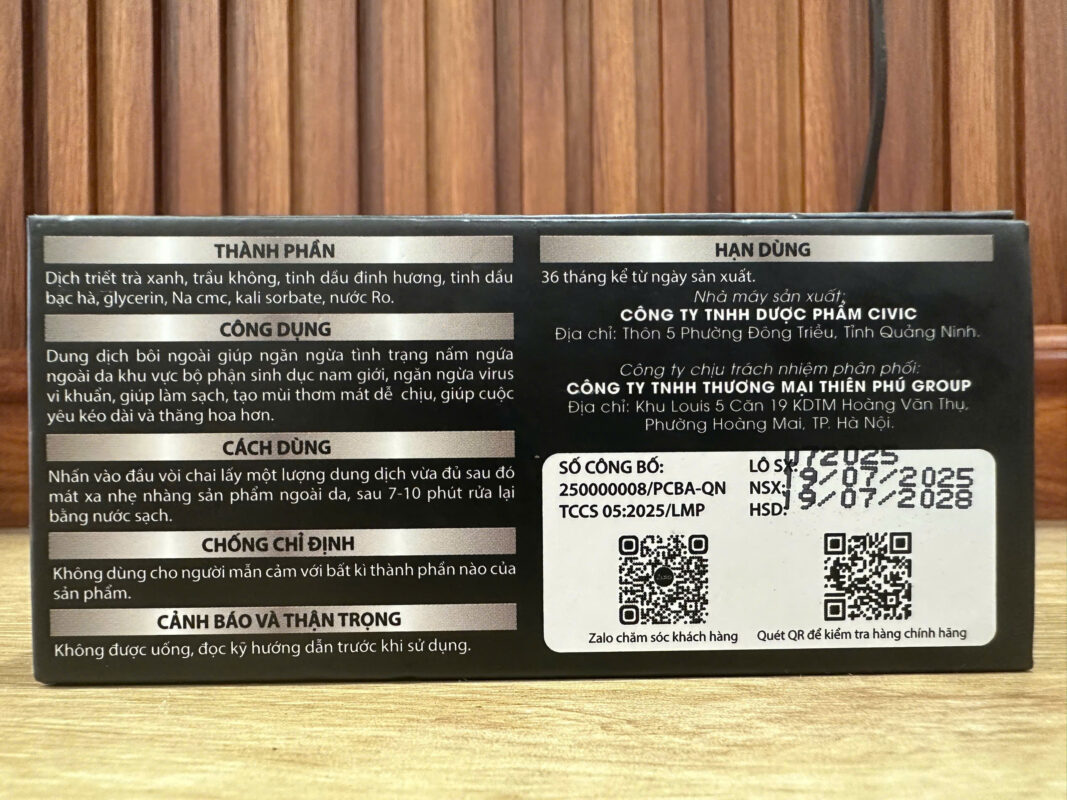 THÀNH PHẦN
Dịch triết trà xanh, trầu không, tinh dầu đinh hương, tinh dầu
bạc hà, glycerin, Na cmc, kali sorbate, nước Ro.
CÔNG DỤNG
Dung dịch bôi ngoài giúp ngăn ngừa tình trạng nấm ngứa
ngoài da khu vực bộ phận sinh dục nam giới, ngăn ngừa virus
vi khuẩn, giúp làm sạch, tạo mùi thơm mát dễ chịu, giúp cuộc
yêu kéo dài và thăng hoa hơn.
CÁCH DÙNG
Nhấn vào đầu vòi chai lấy một lượng dung dịch vừa đủ sau đó
mát xa nhẹ nhàng sản phẩm ngoài da, sau 7-10 phút rửa lại
bằng nước sạch.
CHỐNG CHỈ ĐỊNH
Không dùng cho người mẫn cảm với bất kì thành phần nào của
sản phẩm.
CẢNH BÁO VÀ THẬN TRỌNG
Không được uống, đọc kỹ hướng dẫn trước khi sử dụng.
HẠN DÙNG
36 tháng kể từ ngày sản xuất.
Nhà máy sản xuất:
CÔNG TY TNHH DƯỢC PHẨM CIVIC
Địa chỉ: Thôn 5 Phường Đông Triều, Tỉnh Quảng Ninh.
Công ty chịu trách nhiệm phân phối:
CÔNG TY TNHH THƯƠNG MẠI THIÊN PHÚ GROUP
Địa chỉ: Khu Louis 5 Căn 19 KDTM Hoàng Văn Thụ,
Phường Hoàng Mai, TP. Hà Nội.
SỐ CÔNG BỐ:
250000008/PCBA-QN
TCCS 05:2025/LMP
LÔ SX: 072025
NSX: 19/07/2025
HSD: 19/07/2028
Zalo chăm sóc khách hàng
Quét QR để kiểm tra hàng chính hãng